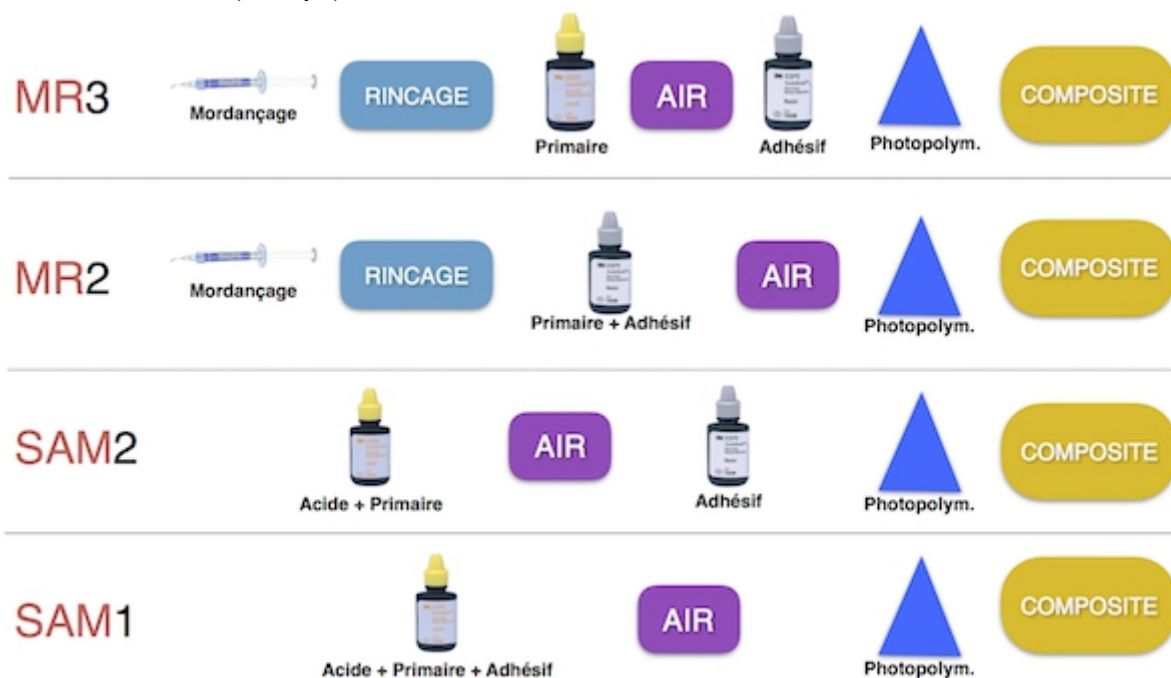 MR3
Mordançage
RINCAGE
Primaire
AIR
Adhésif
Photopolym.
COMPOSITE
MR2
Mordançage
RINCAGE
Primaire + Adhésif
AIR
Photopolym.
COMPOSITE
SAM2
Acide + Primaire
AIR
Adhésif
Photopolym.
COMPOSITE
SAM1
Acide + Primaire + Adhésif
AIR
Photopolym.
COMPOSITE